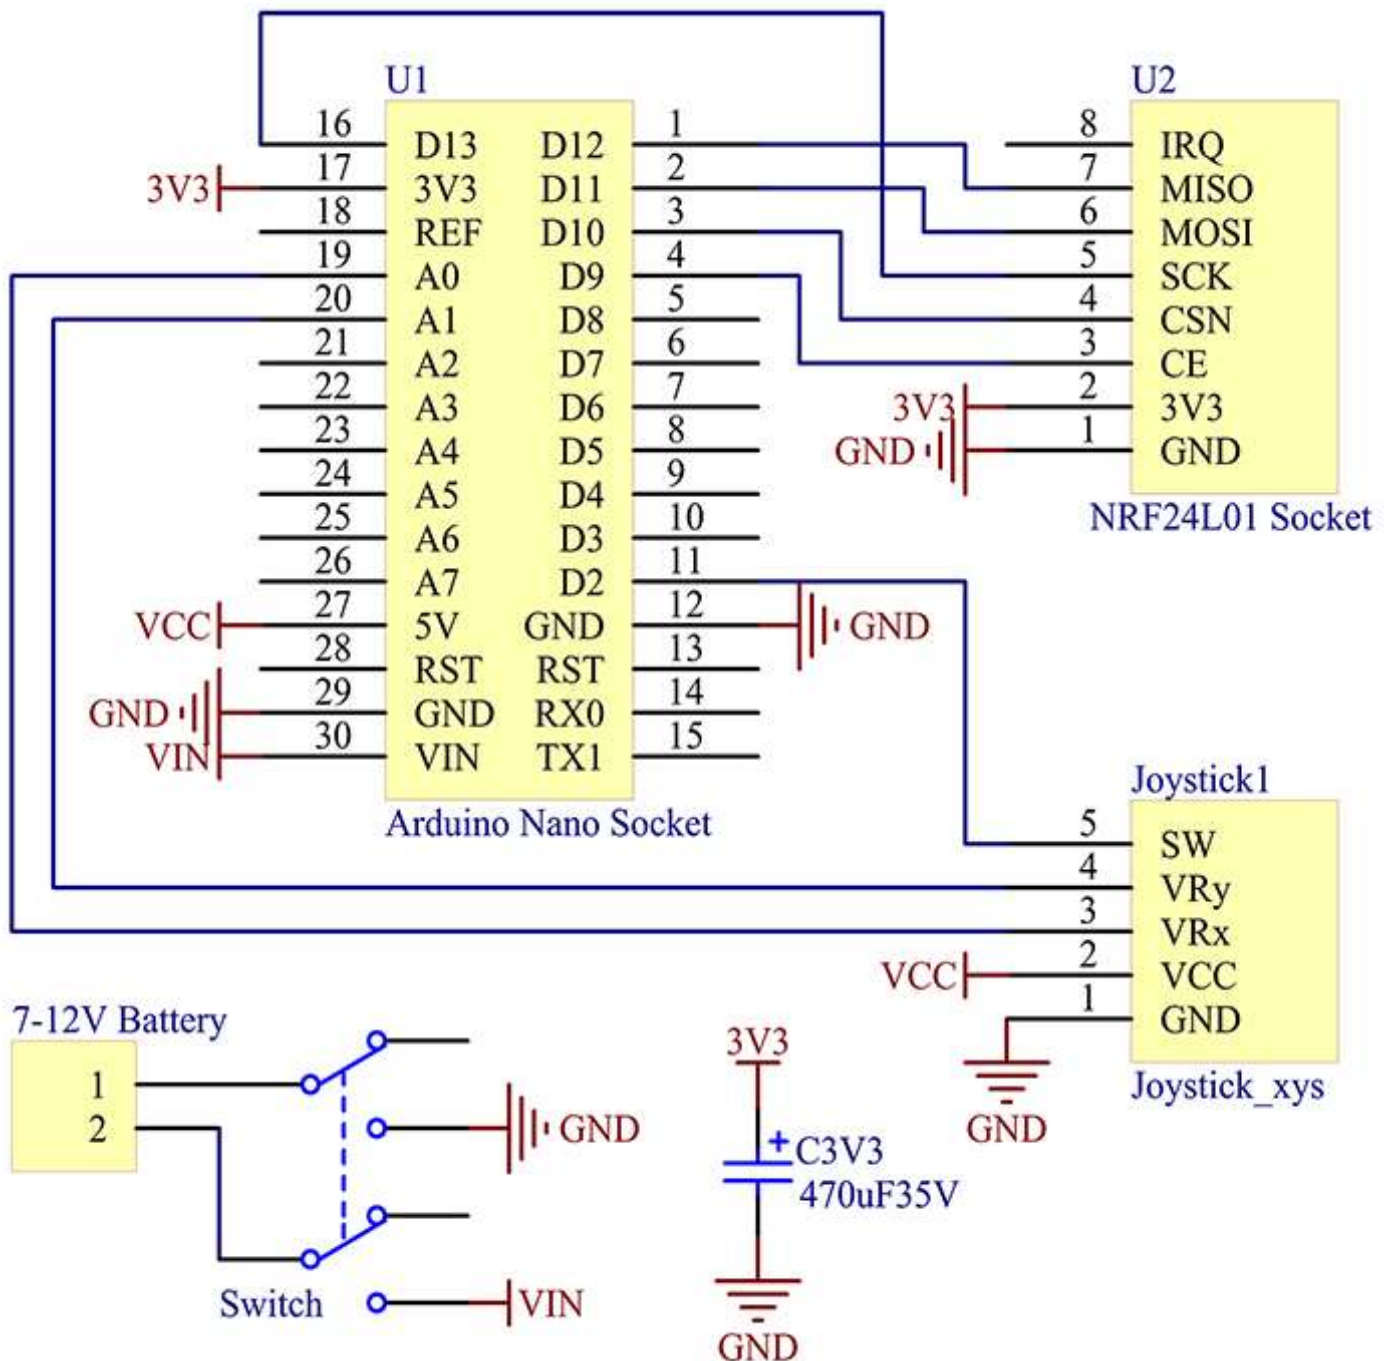 U1
16 D13 D12 1
3V3 17 3V3 D11 2
18 REF D10 3
19 A0 D9 4
20 A1 D8 5
21 A2 D7 6
22 A3 D6 7
23 A4 D5 8
24 A5 D4 9
25 A6 D3 10
26 A7 D2 11
VCC 27 5V GND 12 GND
28 RST RST 13
GND 29 GND RX0 14
VIN 30 VIN TX1 15
Arduino Nano Socket
U2
8 IRQ
7 MISO
6 MOSI
5 SCK
4 CSN
3 CE
3V3 2 3V3
GND 1 GND
NRF24L01 Socket
Joystick1
5 SW
4 VRy
3 VRx
VCC 2 VCC
1 GND
GND
Joystick_xys
7-12V Battery
1
2
GND
Switch
VIN
3V3
+ C3V3
470uF35V
GND